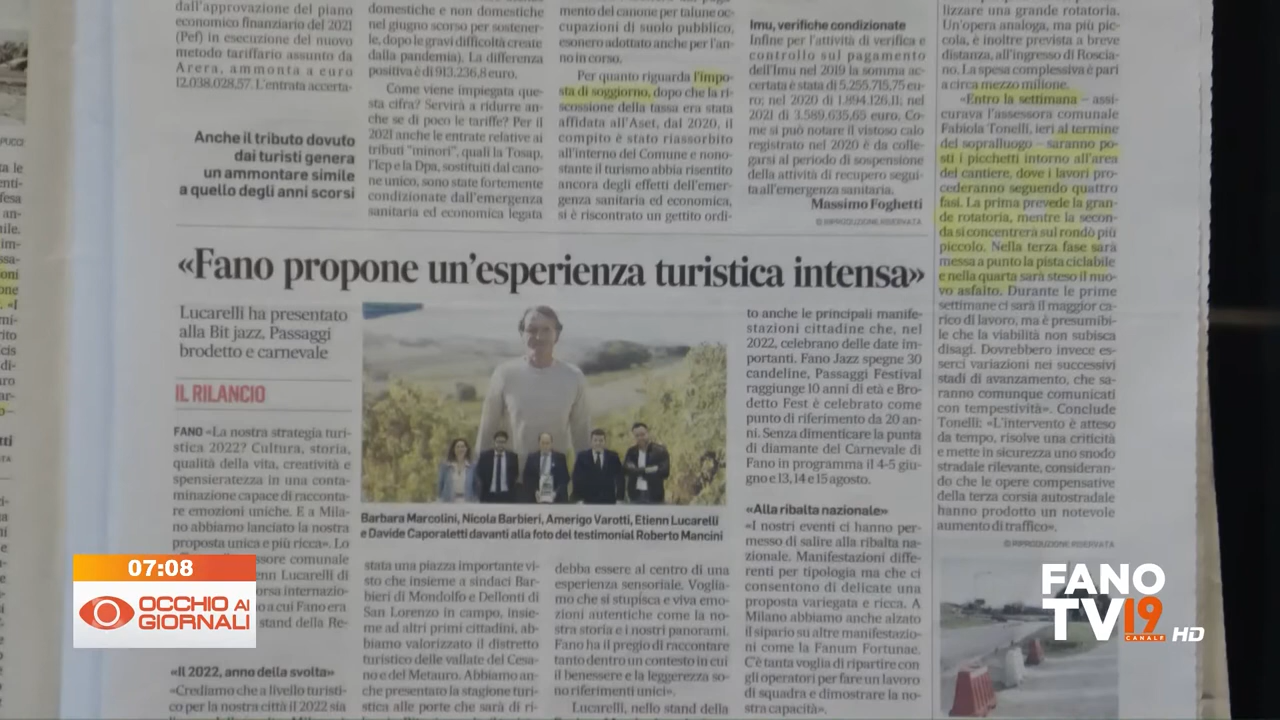 dall'approvazione del piano
economico finanziario del 2021
(Pef) in esecuzione del nuovo
metodo tariffario assunto da
Arera, ammonta a euro
12.038.028,57. L'entrata accerta-
Anche il tributo dovuto
dai turisti genera
un ammontare simile
a quello degli anni scorsi
domestiche e non domestiche
nel giugno scorso per sostener-
le, dopo le gravi difficoltà create
dalla pandemia). La differenza
positiva è di 913.236,8 euro.
Come viene impiegata que-
sta cifra? Servirà a ridurre an-
che se di poco le tariffe? Per il
2021 anche le entrate relative ai
tributi "minori", quali la Tosap,
l'Icp e la Dpa, sostituiti dal cano-
ne unico, sono state fortemente
condizionate dall'emergenza
sanitaria ed economica legata
mento del canone per talune oc-
cupazioni di suolo pubblico,
esonero adottato anche per l'an-
no in corso.
Per quanto riguarda l'impo-
sta di soggiorno, dopo che la ri-
scossione della tassa era stata
affidata all'Aset, dal 2020, il
compito è stato riassorbito
all'interno del Comune e nono-
stante il turismo abbia risentito
ancora degli effetti dell'emer-
genza sanitaria ed economica,
si è riscontrato un gettito ordi-
Imu, verifiche condizionate
Infine per l'attività di verifica e
controllo sul pagamento
dell'Imu nel 2019 la somma ac-
certata è stata di 5.255.715,75 eu-
ro; nel 2020 di 1.894.126,11; nel
2021 di 3.589.635,65 euro. Co-
me si può notare il vistoso calo
registrato nel 2020 è da colle-
garsi al periodo di sospensione
della attività di recupero segui-
ta all'emergenza sanitaria.
Massimo Foghetti
© RIPRODUZIONE RISERVATA
«Fano propone un'esperienza turistica intensa»
Lucarelli ha presentato
alla Bit jazz, Passaggi
brodetto e carnevale
IL RILANCIO
FANO «La nostra strategia turi-
stica 2022? Cultura, storia,
qualità della vita, creatività e
spensieratezza in una conta-
minazione capace di racconta-
re emozioni uniche. E a Mila-
no abbiamo lanciato la nostra
proposta unica e più ricca». Lo
ssore comunale
enn Lucarelli di
orsa internazio-
a cui Fano era
stand della Re-
«Il 2022, anno della svolta»
«Crediamo che a livello turisti-
co per la nostra città il 2022 sia
Barbara Marcolini, Nicola Barbieri, Amerigo Varotti, Etienn Lucarelli
e Davide Caporaletti davanti alla foto del testimonial Roberto Mancini
stata una piazza importante vi-
sto che insieme a sindaci Bar-
bieri di Mondolfo e Dellonti di
San Lorenzo in campo, insie-
me ad altri primi cittadini, ab-
biamo valorizzato il distretto
turistico delle vallate del Cesa-
no e del Metauro. Abbiamo an-
che presentato la stagione turi-
stica alle porte che sarà di ri-
debba essere al centro di una
esperienza sensoriale. Voglia-
mo che si stupisca e viva emo-
zioni autentiche come la no-
stra storia e i nostri panorami.
Fano ha il pregio di raccontare
tanto dentro un contesto in cui
il benessere e la leggerezza so-
no riferimenti unici».
Lucarelli, nello stand della
to anche le principali manife-
stazioni cittadine che, nel
2022, celebrano delle date im-
portanti. Fano Jazz spegne 30
candeline, Passaggi Festival
raggiunge 10 anni di età e Bro-
detto Fest è celebrato come
punto di riferimento da 20 an-
ni. Senza dimenticare la punta
di diamante del Carnevale di
Fano in programma il 4-5 giu-
gno e 13, 14 e 15 agosto.
«Alla ribalta nazionale»
«I nostri eventi ci hanno per-
messo di salire alla ribalta na-
zionale. Manifestazioni diffe-
renti per tipologia ma che ci
consentono di delicate una
proposta variegata e ricca. A
Milano abbiamo anche alzato
il sipario su altre manifestazio-
ni come la Fanum Fortunae.
C'è tanta voglia di ripartire con
gli operatori per fare un lavoro
di squadra e dimostrare la no-
stra capacità».
lizzare una grande rotatoria.
Un'opera analoga, ma più pic-
cola, è inoltre prevista a breve
distanza, all'ingresso di Roscia-
no. La spesa complessiva è pari
a circa mezzo milione.
«Entro la settimana – assi-
curava l'assessora comunale
Fabiola Tonelli, ieri al termine
del sopralluogo – saranno po-
sti i picchetti intorno all'area
del cantiere, dove i lavori pro-
cederanno seguendo quattro
fasi. La prima prevede la gran-
de rotatoria, mentre la secon-
da si concentrerà sul rondò più
piccolo. Nella terza fase sarà
messa a punto la pista ciclabile
e nella quarta sarà steso il nuo-
vo asfalto. Durante le prime
settimane ci sarà il maggior ca-
rico di lavoro, ma è presumibi-
le che la viabilità non subisca
disagi. Dovrebbero invece es-
serci variazioni nei successivi
stadi di avanzamento, che sa-
ranno comunque comunicati
con tempestività». Conclude
Tonelli: «L'intervento è atteso
da tempo, risolve una criticità
e mette in sicurezza uno snodo
stradale rilevante, consideran-
do che le opere compensative
della terza corsia autostradale
hanno prodotto un notevole
aumento di traffico».
© RIPRODUZIONE RISERVATA
07:08
OCCHIO AI
GIORNALI
FANO
TV19
CANALE
HD